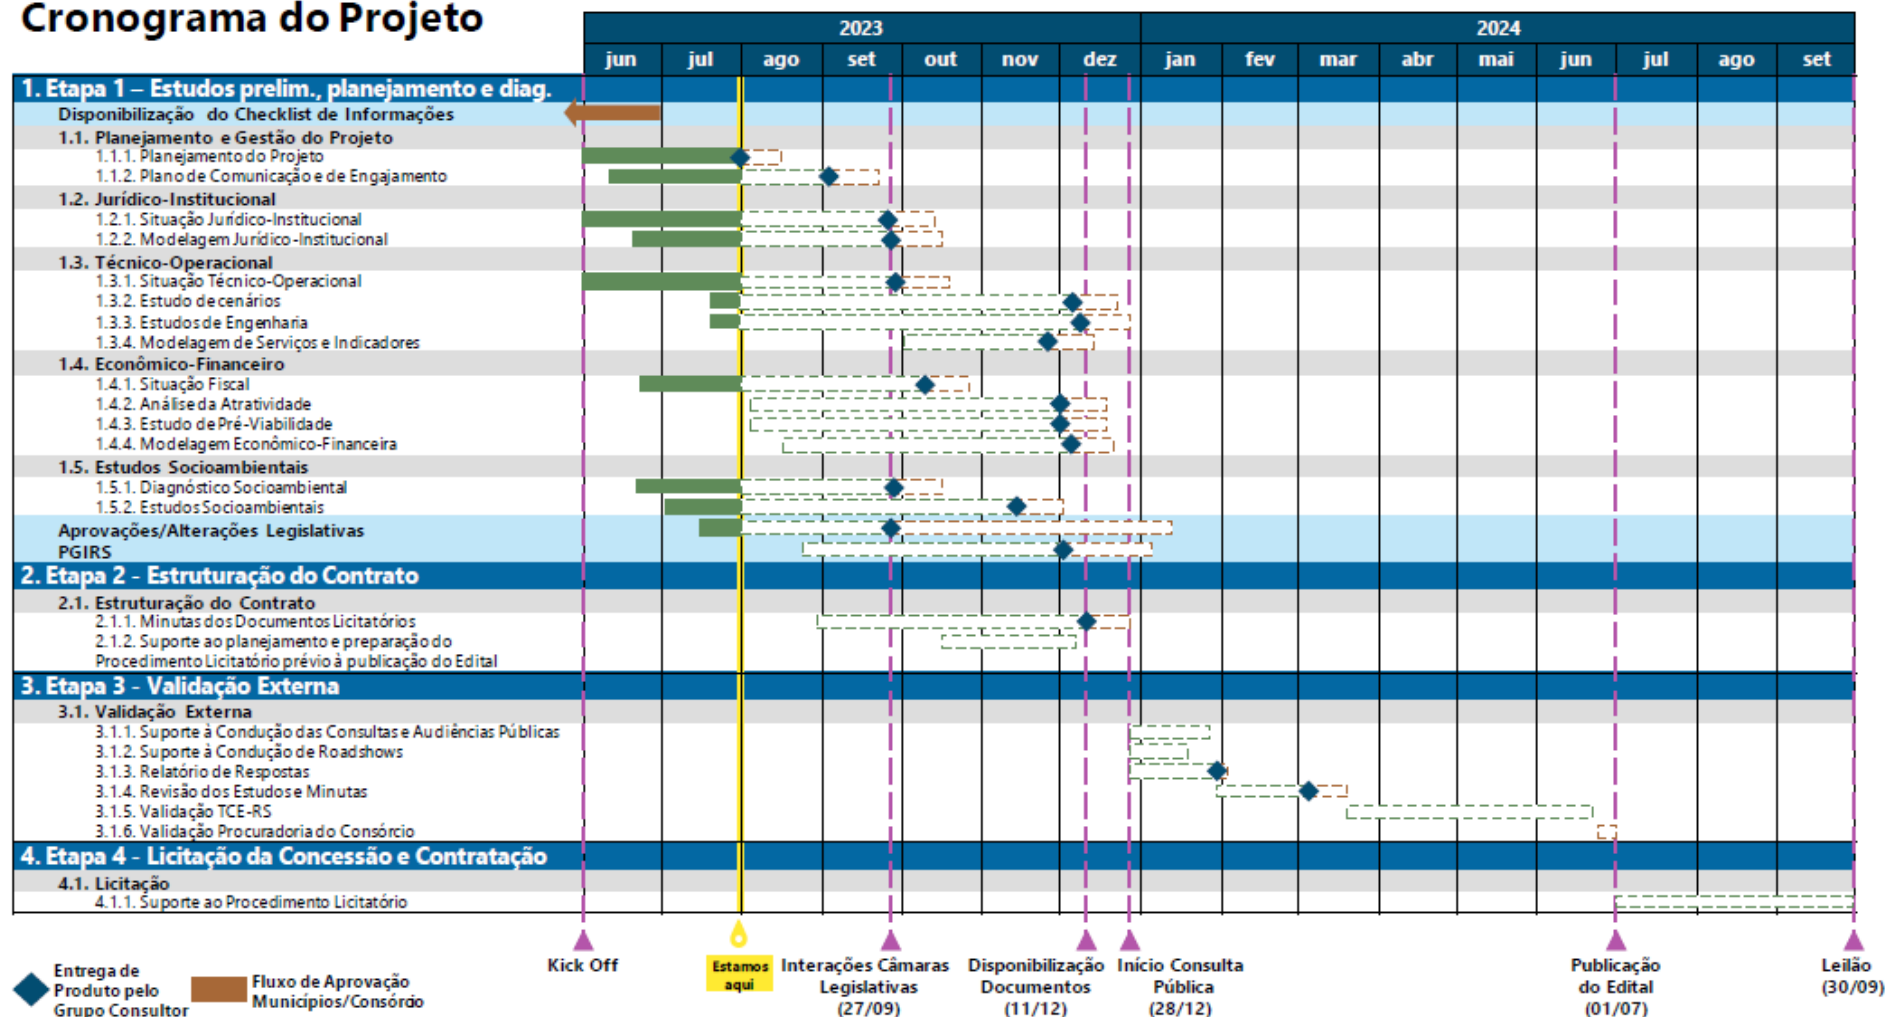 Cronograma do Projeto
2023
2024
jun jul ago set out nov dez jan fev mar abr mai jun jul ago set
1. Etapa 1 – Estudos prelim., planejamento e diag.
Disponibilização do Checklist de Informações
1.1. Planejamento e Gestão do Projeto
1.1.1. Planejamento do Projeto
1.1.2. Plano de Comunicação e de Engajamento
1.2. Jurídico-Institucional
1.2.1. Situação Jurídico-Institucional
1.2.2. Modelagem Jurídico-Institucional
1.3. Técnico-Operacional
1.3.1. Situação Técnico-Operacional
1.3.2. Estudo de cenários
1.3.3. Estudos de Engenharia
1.3.4. Modelagem de Serviços e Indicadores
1.4. Econômico-Financeiro
1.4.1. Situação Fiscal
1.4.2. Análise da Atratividade
1.4.3. Estudo de Pré-Viabilidade
1.4.4. Modelagem Econômico-Financeira
1.5. Estudos Socioambientais
1.5.1. Diagnóstico Socioambiental
1.5.2. Estudos Socioambientais
Aprovações/Alterações Legislativas
PGIRS
2. Etapa 2 - Estruturação do Contrato
2.1. Estruturação do Contrato
2.1.1. Minutas dos Documentos Licitatórios
2.1.2. Suporte ao planejamento e preparação do
Procedimento Licitatório prévio à publicação do Edital
3. Etapa 3 - Validação Externa
3.1. Validação Externa
3.1.1. Suporte à Condução das Consultas e Audiências Públicas
3.1.2. Suporte à Condução de Roadshows
3.1.3. Relatório de Respostas
3.1.4. Revisão dos Estudos e Minutas
3.1.5. Validação TCE-RS
3.1.6. Validação Procuradoria do Consórcio
4. Etapa 4 - Licitação da Concessão e Contratação
4.1. Licitação
4.1.1. Suporte ao Procedimento Licitatório
Entrega de
Produto pelo
Grupo Consultor
Fluxo de Aprovação
Municípios/Consórcio
Kick Off
Estamos
aqui
Interações Câmaras
Legislativas
(27/09)
Disponibilização
Documentos
(11/12)
Início Consulta
Pública
(28/12)
Publicação
do Edital
(01/07)
Leilão
(30/09)